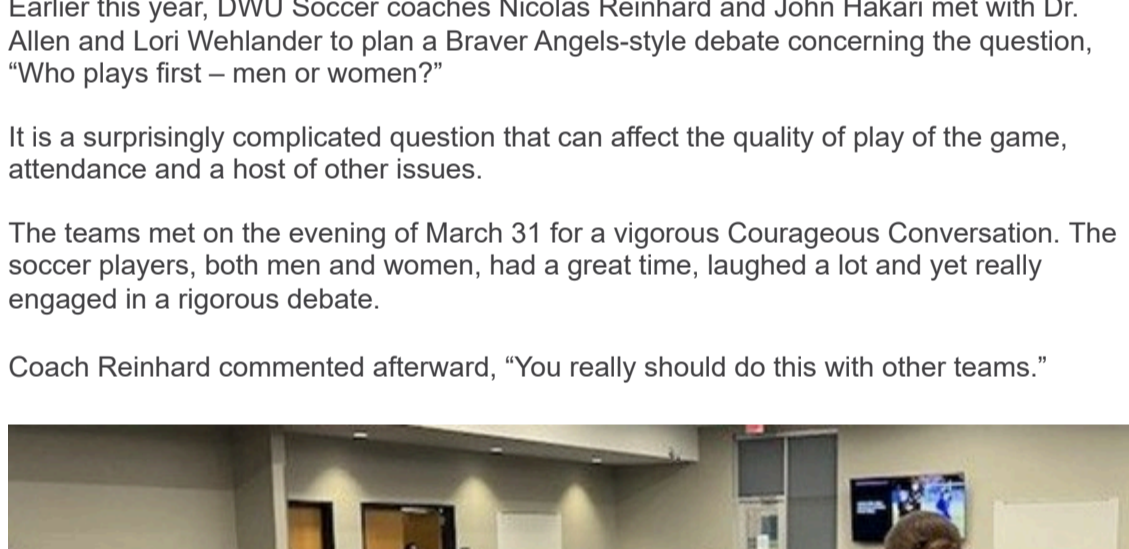 Earlier this year, DWU Soccer coaches Nicolas Reinhard and John Hakari met with Dr.
Allen and Lori Wehlander to plan a Braver Angels-style debate concerning the question,
“Who plays first – men or women?”
It is a surprisingly complicated question that can affect the quality of play of the game,
attendance and a host of other issues.
The teams met on the evening of March 31 for a vigorous Courageous Conversation. The
soccer players, both men and women, had a great time, laughed a lot and yet really
engaged in a rigorous debate.
Coach Reinhard commented afterward, “You really should do this with other teams.”